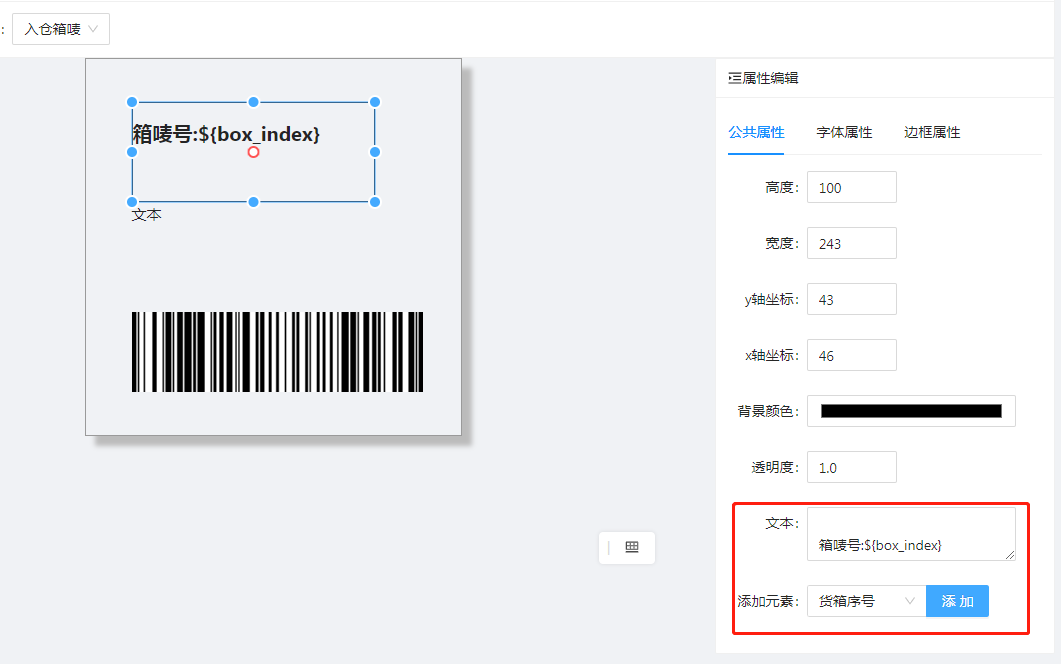 : 入仓箱唛
箱唛号:${box_index}
文本
属性编辑
公共属性 字体属性 边框属性
高度: 100
宽度: 243
y轴坐标: 43
x轴坐标: 46
背景颜色:
透明度: 1.0
文本: 箱唛号:${box_index}
添加元素: 货箱序号 添 加